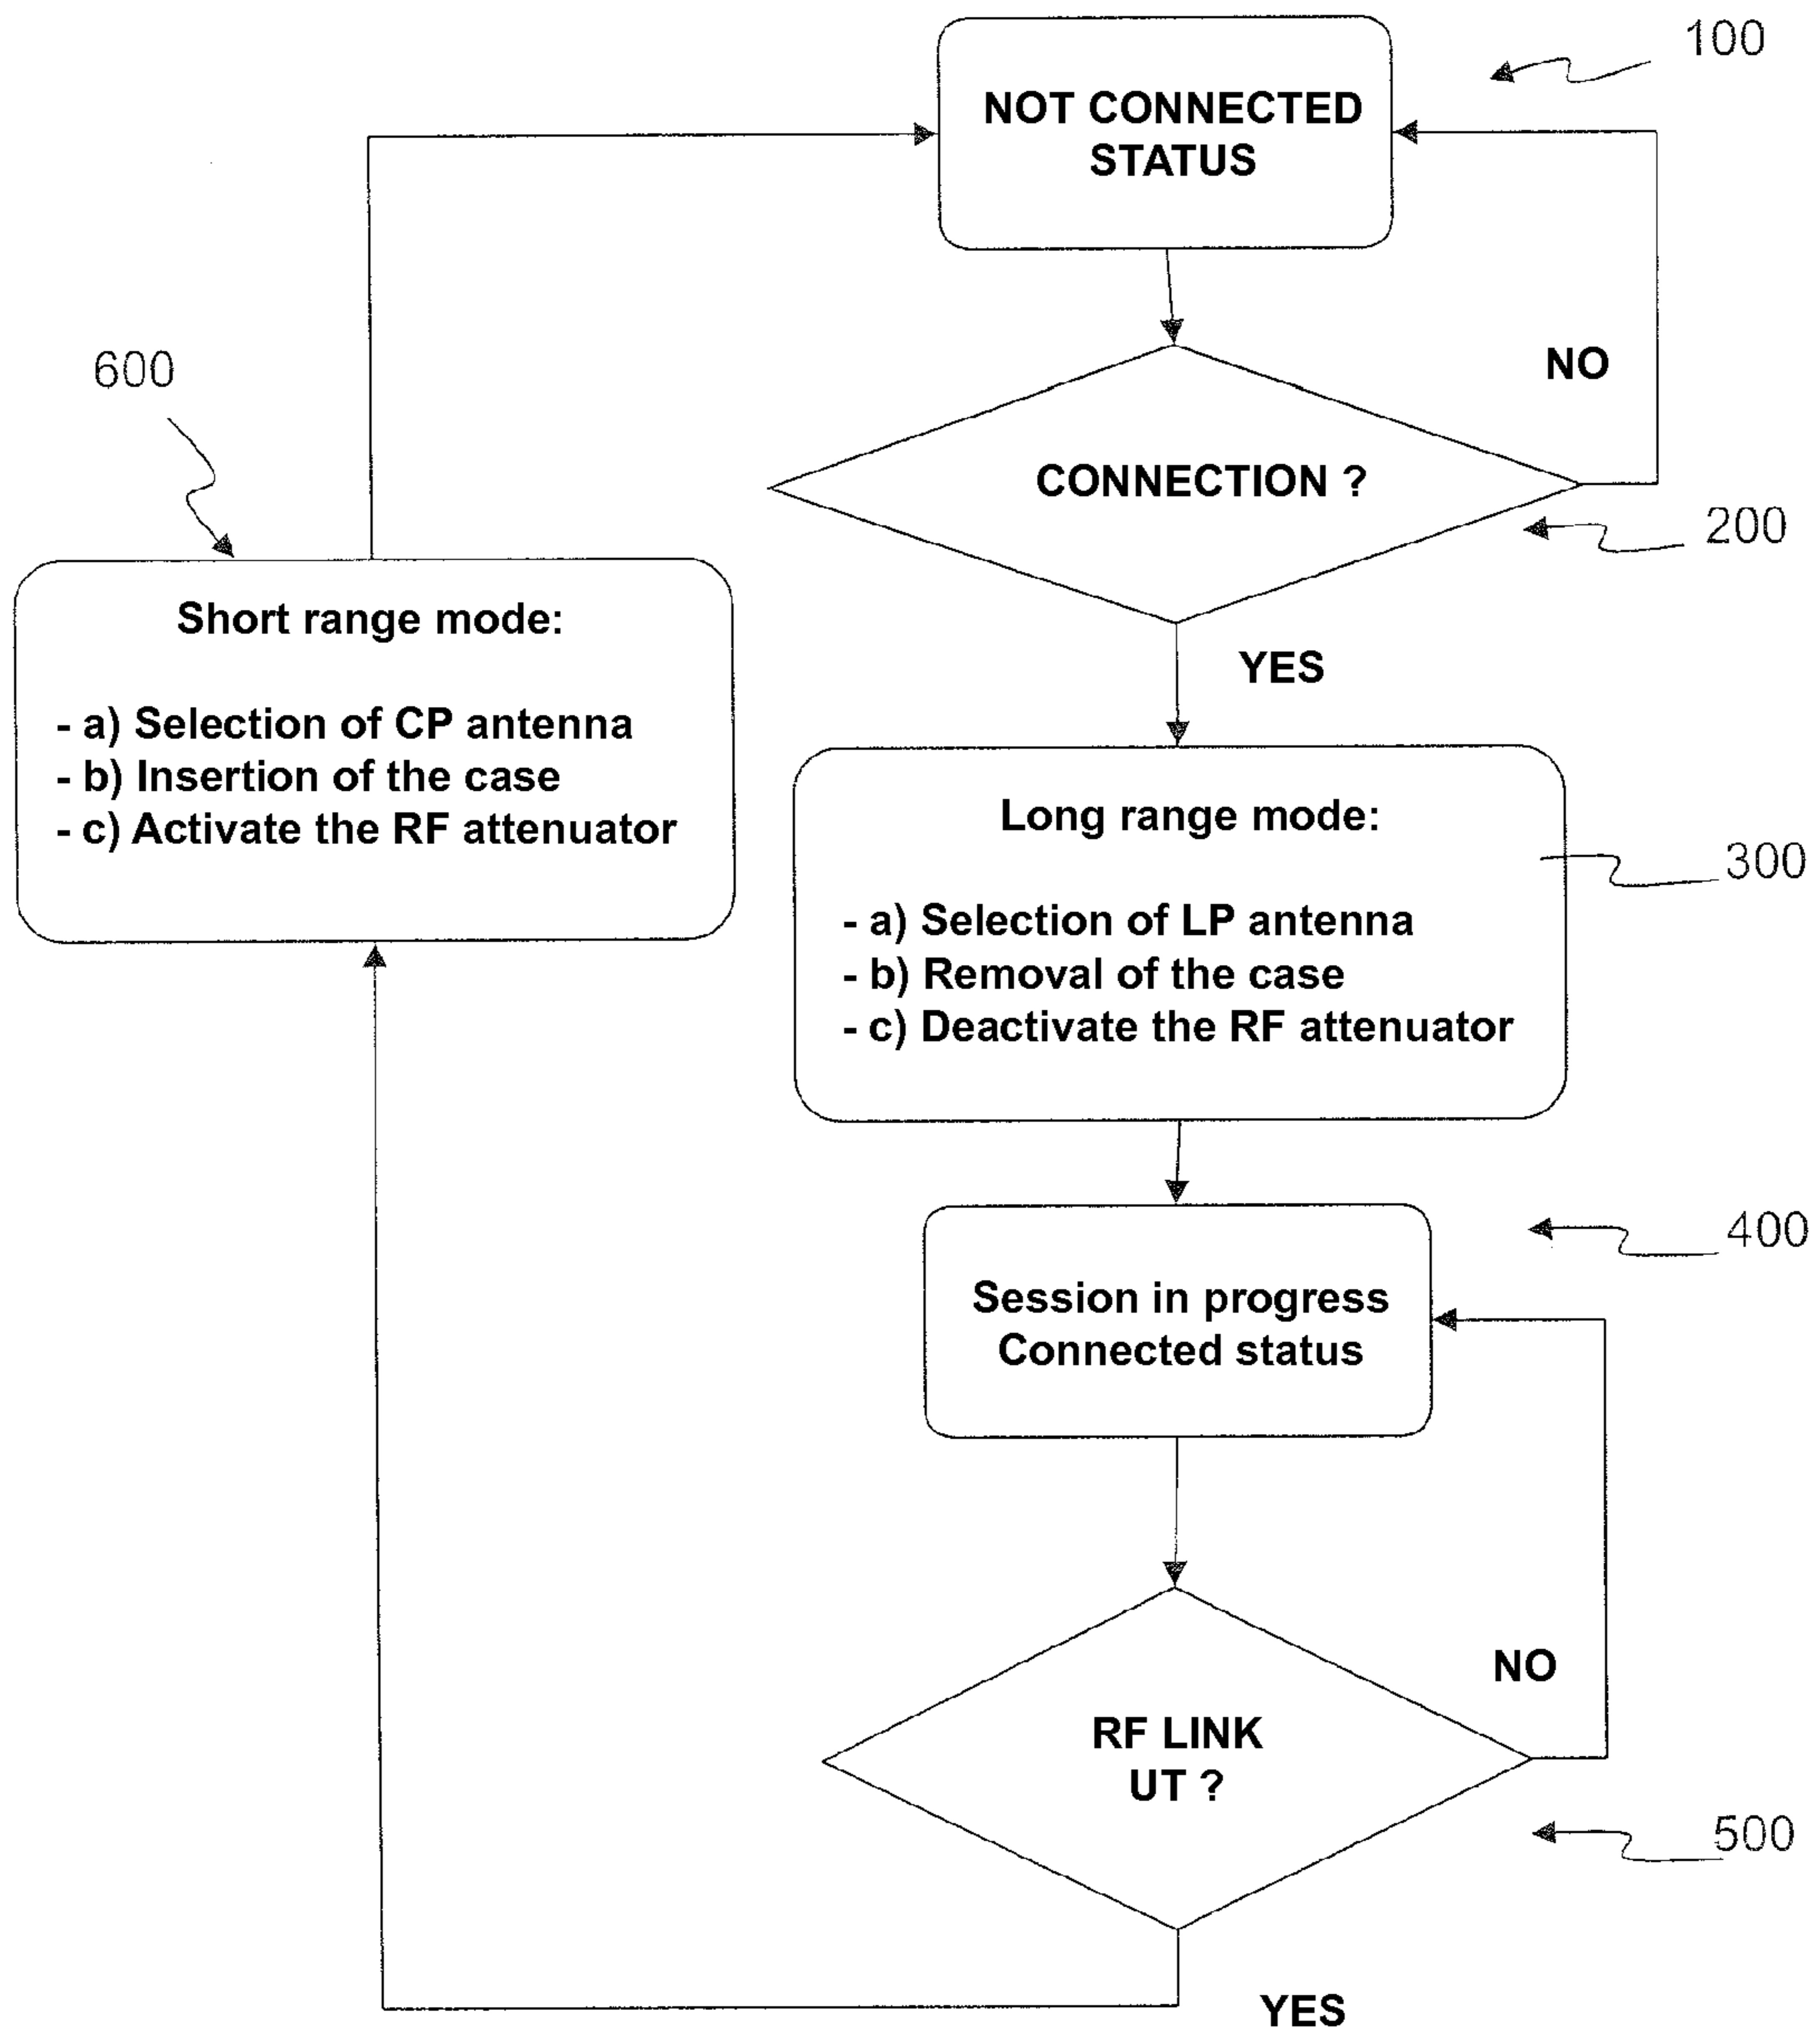 100
NOT CONNECTED
STATUS
600
NO
CONNECTION ?
200
YES
Short range mode:
- a) Selection of CP antenna
- b) Insertion of the case
- c) Activate the RF attenuator
Long range mode:
300
- a) Selection of LP antenna
- b) Removal of the case
- c) Deactivate the RF attenuator
400
Session in progress
Connected status
NO
RF LINK
UT ?
500
YES